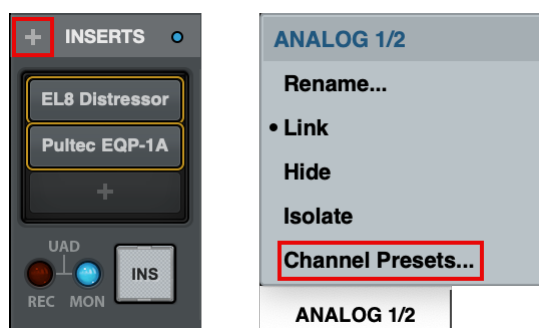 + INSERTS
EL8 Distressor
Pultec EQP-1A
+
UAD
REC MON
INS
ANALOG 1/2
Rename...
• Link
Hide
Isolate
Channel Presets...
ANALOG 1/2